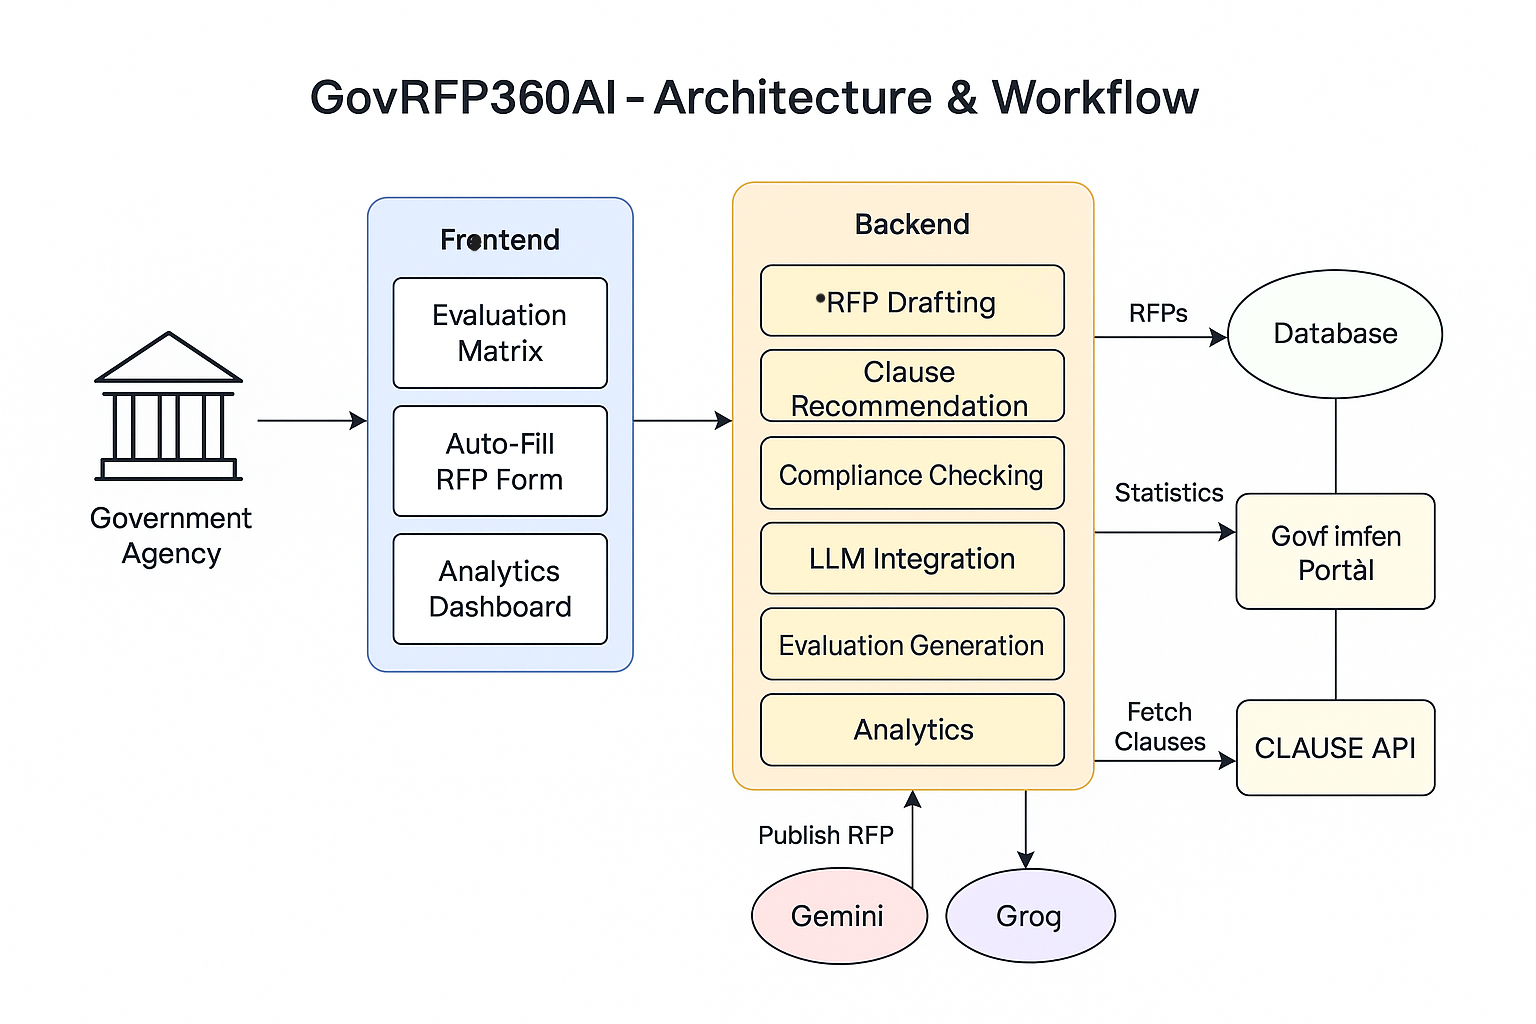 GovRFP360AI - Architecture & Workflow
Government
Agency
Frontend
Evaluation
Matrix
Auto-Fill
RFP Form
Analytics
Dashboard
Backend
•RFP Drafting
Clause
Recommendation
Compliance Checking
LLM Integration
Evaluation Generation
Analytics
RFPs
Database
Statistics
Govf imfen
Portàl
Fetch
Clauses
CLAUSE API
Publish RFP
Gemini
Groq